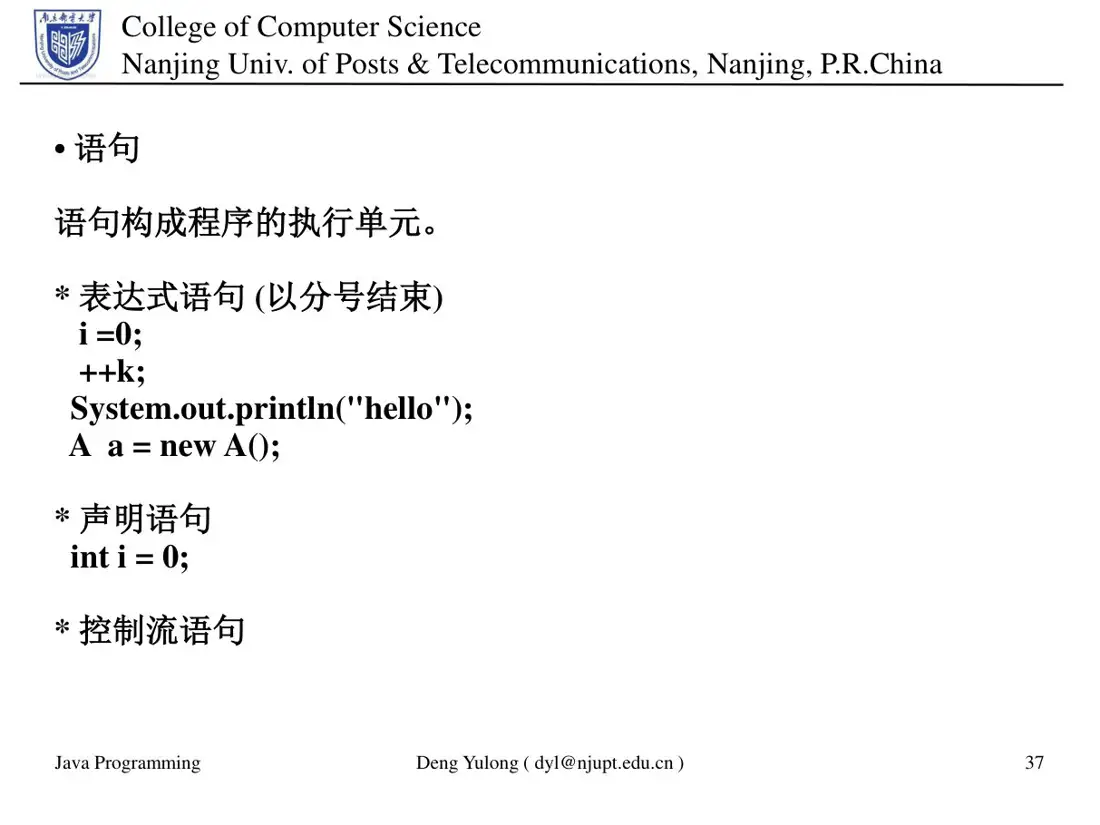 College of Computer Science
Nanjing Univ. of Posts & Telecommunications, Nanjing, P.R.China
• 语句
语句构成程序的执行单元。
* 表达式语句 (以分号结束)
i =0;
++k;
System.out.println("hello");
A  a = new A();
* 声明语句
int i = 0;
* 控制流语句
Java Programming
Deng Yulong ( dyl@njupt.edu.cn )
37